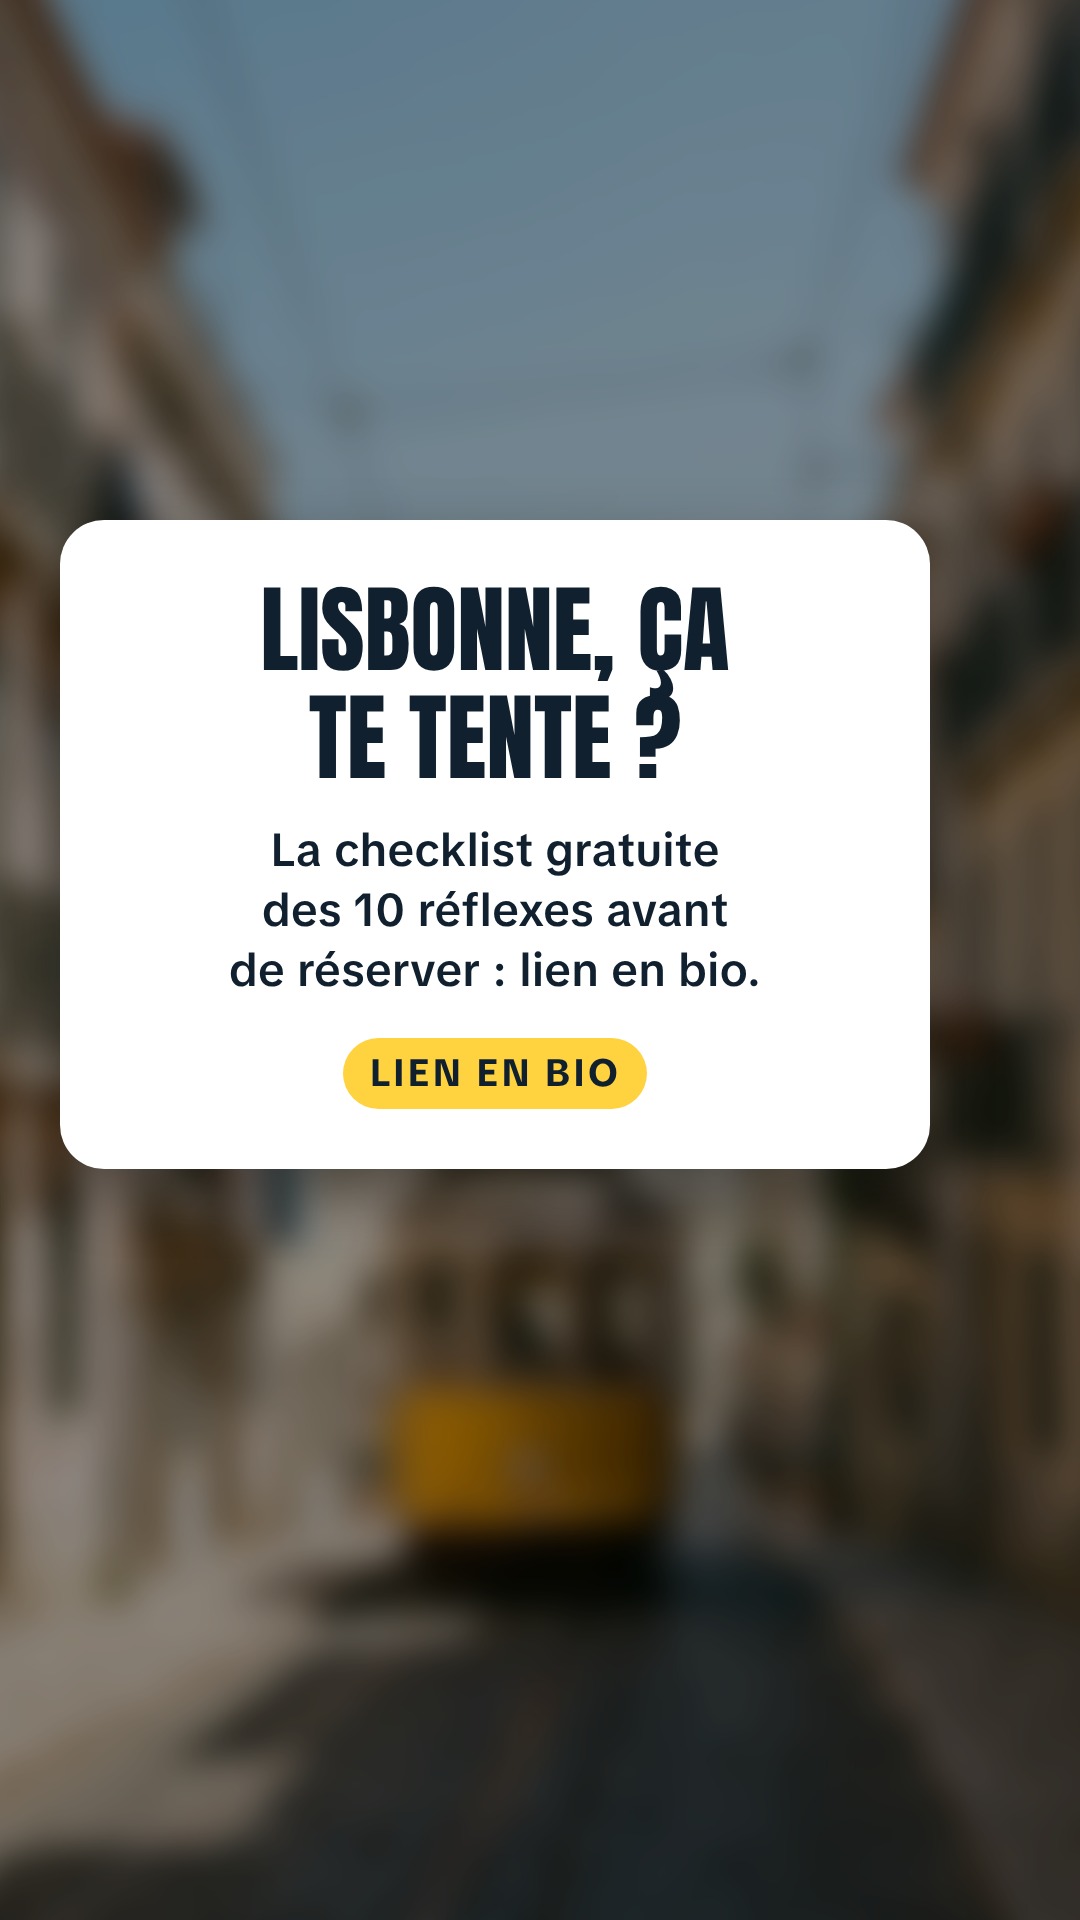 LISBONNE, ÇA
TE TENTE ?
La checklist gratuite
des 10 réflexes avant
de réserver : lien en bio.
LIEN EN BIO